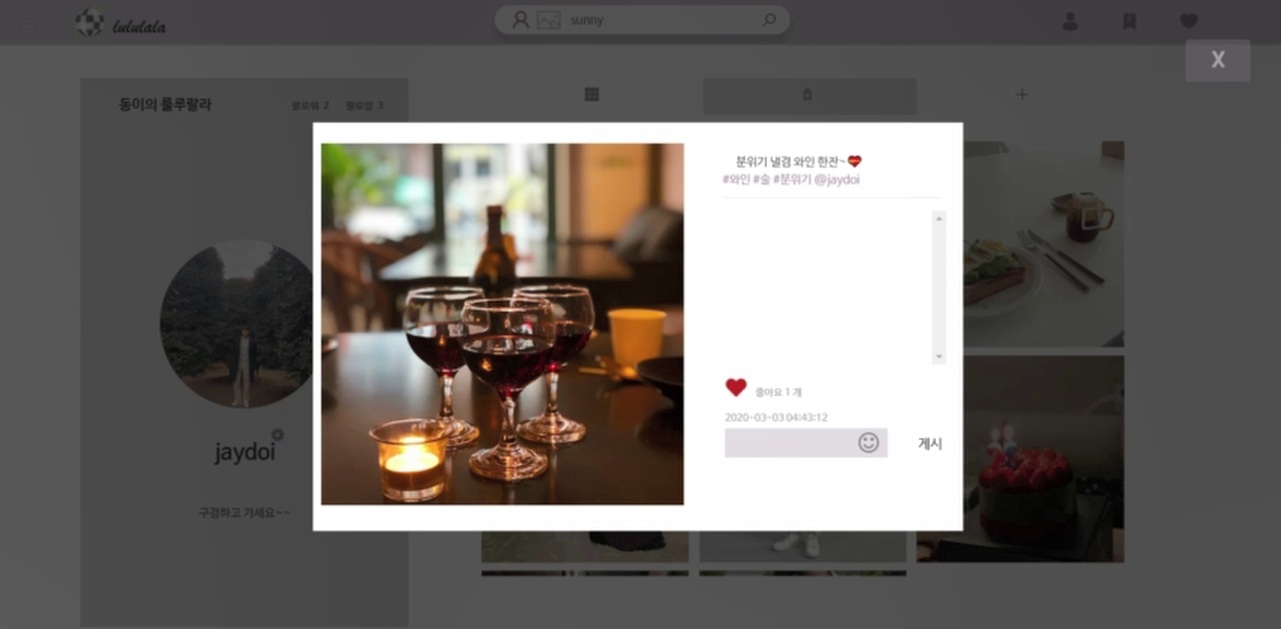 lululala
sunny
X
동이의 룰루랄라
팔로워 2 팔로잉 3
분위기 낼겸 와인 한잔~
#와인 #술 #분위기 @jaydoi
좋아요 1 개
2020-03-03 04:43:12
게시
jaydoi
구경하고 가세요~~